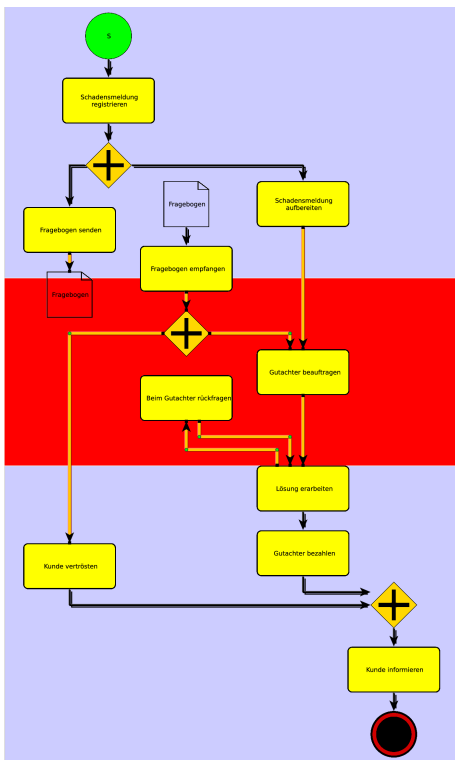 S
Schadensmeldung
registrieren
Fragebogen
Schadensmeldung
aufbereiten
Fragebogen senden
Fragebogen empfangen
Fragebogen
Gutachter beauftragen
Beim Gutachter rückfragen
Lösung erarbeiten
Gutachter bezahlen
Kunde vertrösten
Kunde informieren